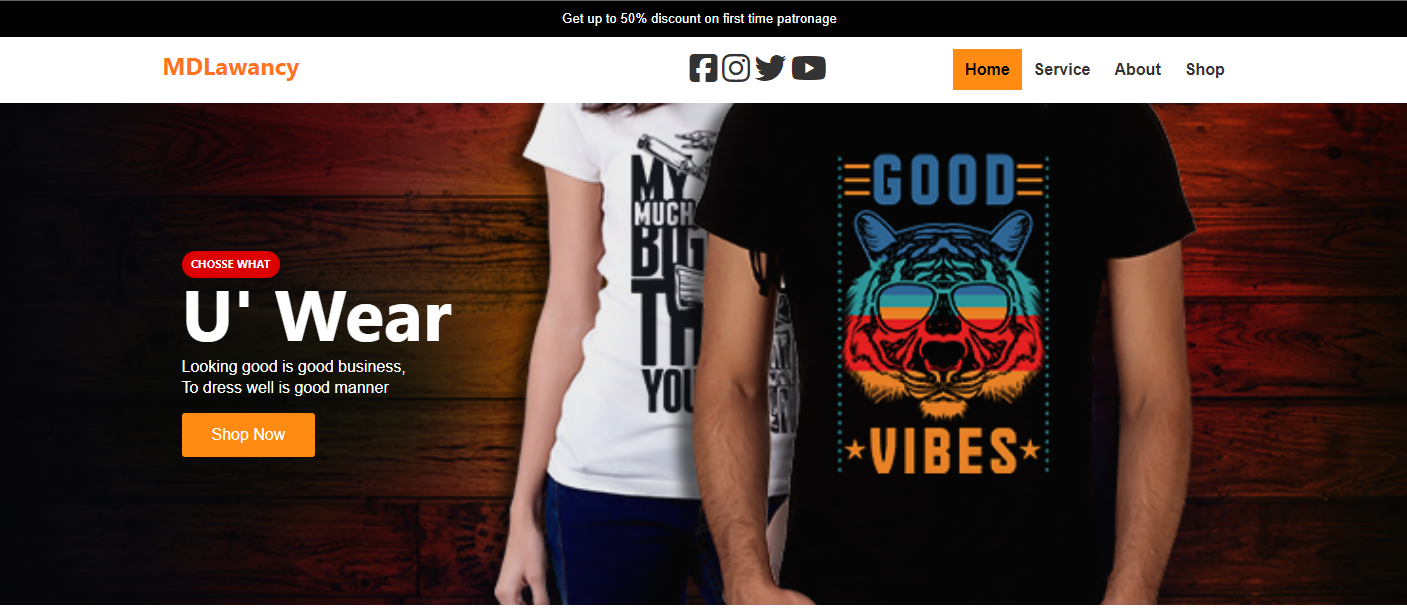 Get up to 50% discount on first time patronage
MDLawancy
Home Service About Shop
CHOSSE WHAT
U' Wear
Looking good is good business,
To dress well is good manner
Shop Now
MY
MUCH
BIG
YOU
GOOD
VIBES